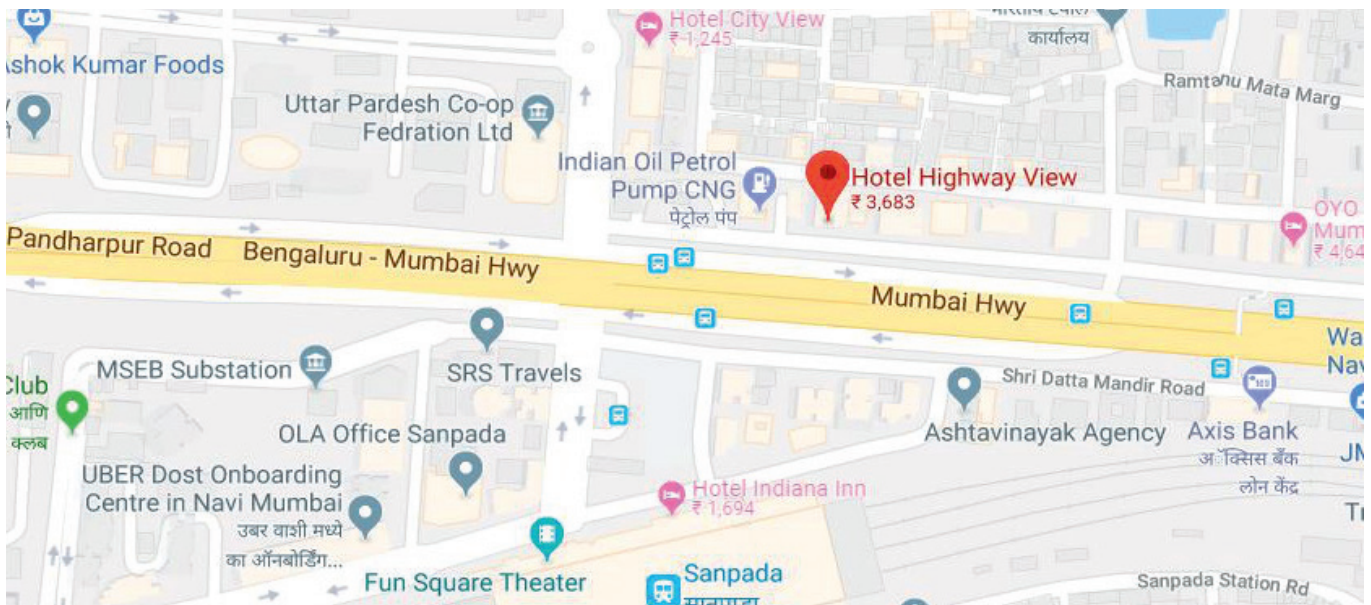 Hotel City View
₹ 1,245
कार्यालय
Ashok Kumar Foods
Ramtanu Mata Marg
Uttar Pardesh Co-op
Fedration Ltd
Indian Oil Petrol
Pump CNG
पेट्रोल पंप
Hotel Highway View
₹ 3,683
OYO
₹ 4,64
Pandharpur Road
Bengaluru - Mumbai Hwy
Mumbai Hwy
MSEB Substation
SRS Travels
Shri Datta Mandir Road
Club
आणि
क्लब
OLA Office Sanpada
Ashtavinayak Agency
Axis Bank
अॅक्सिस बँक
लोन केंद्र
UBER Dost Onboarding
Centre in Navi Mumbai
उबर वाशी मध्ये
का ऑनबोर्डिंग...
Hotel Indiana Inn
₹ 1,694
Fun Square Theater
Sanpada
Sanpada Station Rd